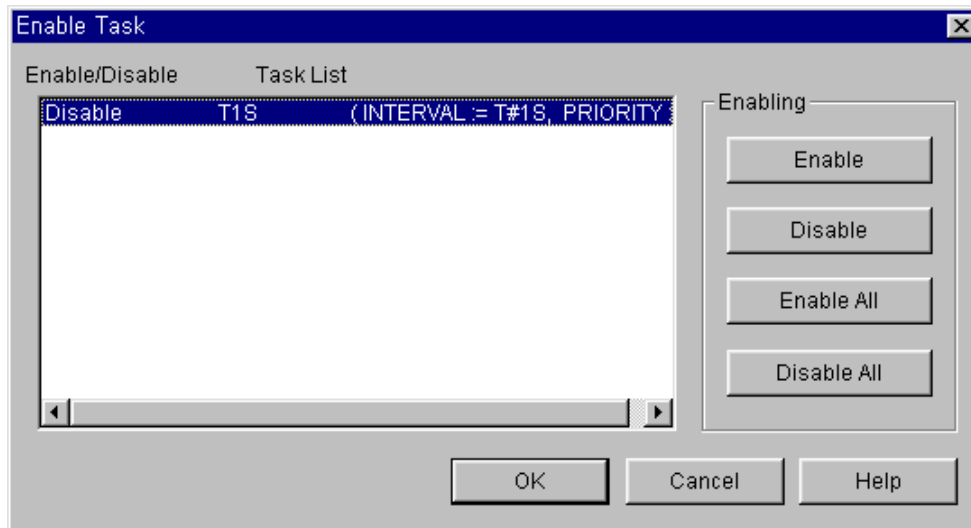 Enable Task
Enable/Disable Task List
Disable T1S ( INTERVAL := T#1S, PRIORITY :
Enabling
Enable
Disable
Enable All
Disable All
OK Cancel Help